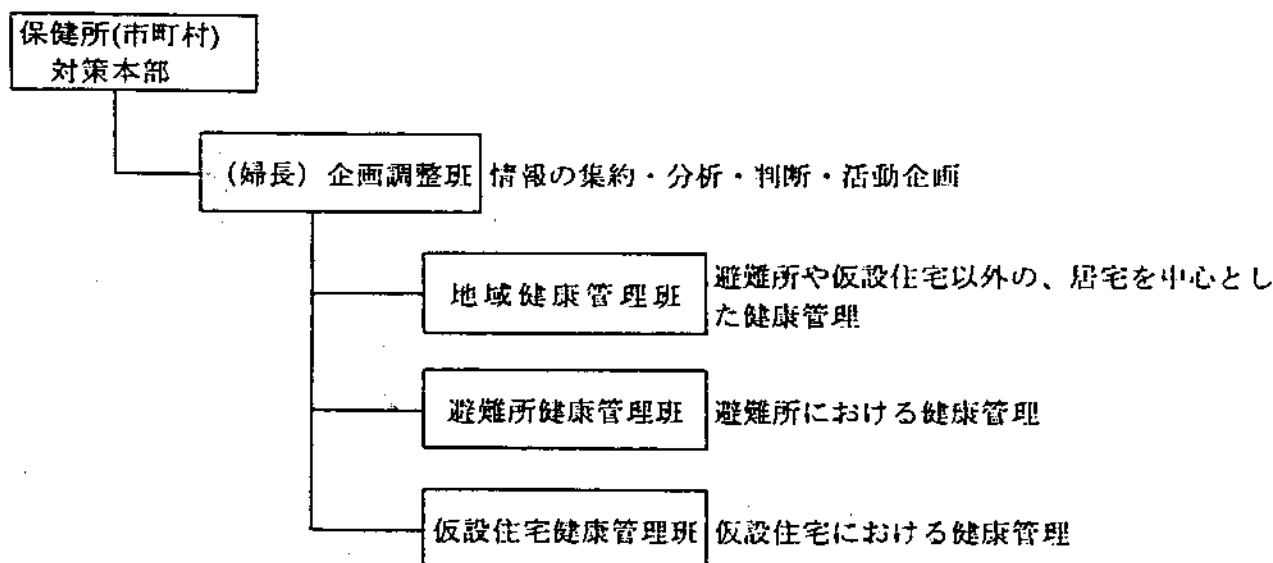 保健所(市町村)
対策本部
(婦長) 企画調整班 情報の集約・分析・判断・活動企画
地域健康管理班 避難所や仮設住宅以外の、居宅を中心とし
た健康管理
避難所健康管理班 避難所における健康管理
仮設住宅健康管理班 仮設住宅における健康管理